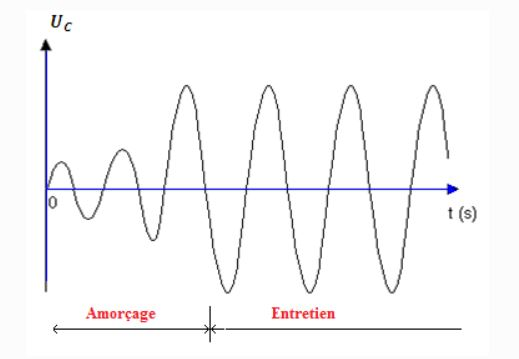 U_C
0
t (s)
Amorçage
Entretien